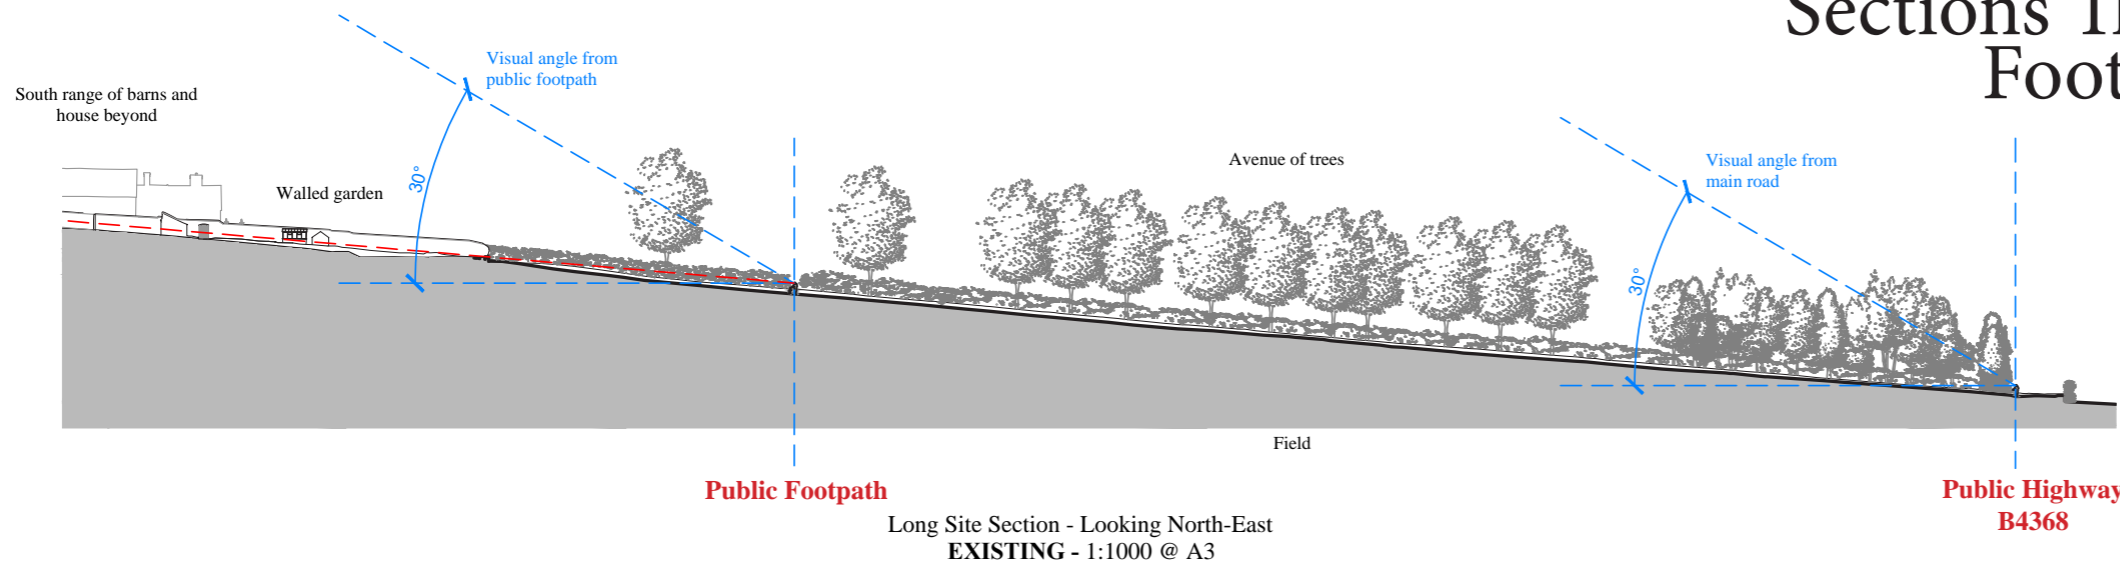 Sections
Foot
Visual angle from
public footpath
South range of barns and
house beyond
Walled garden
30°
Avenue of trees
Visual angle from
main road
30°
Field
Public Footpath
Public Highway
B4368
Long Site Section - Looking North-East
EXISTING - 1:1000 @ A3